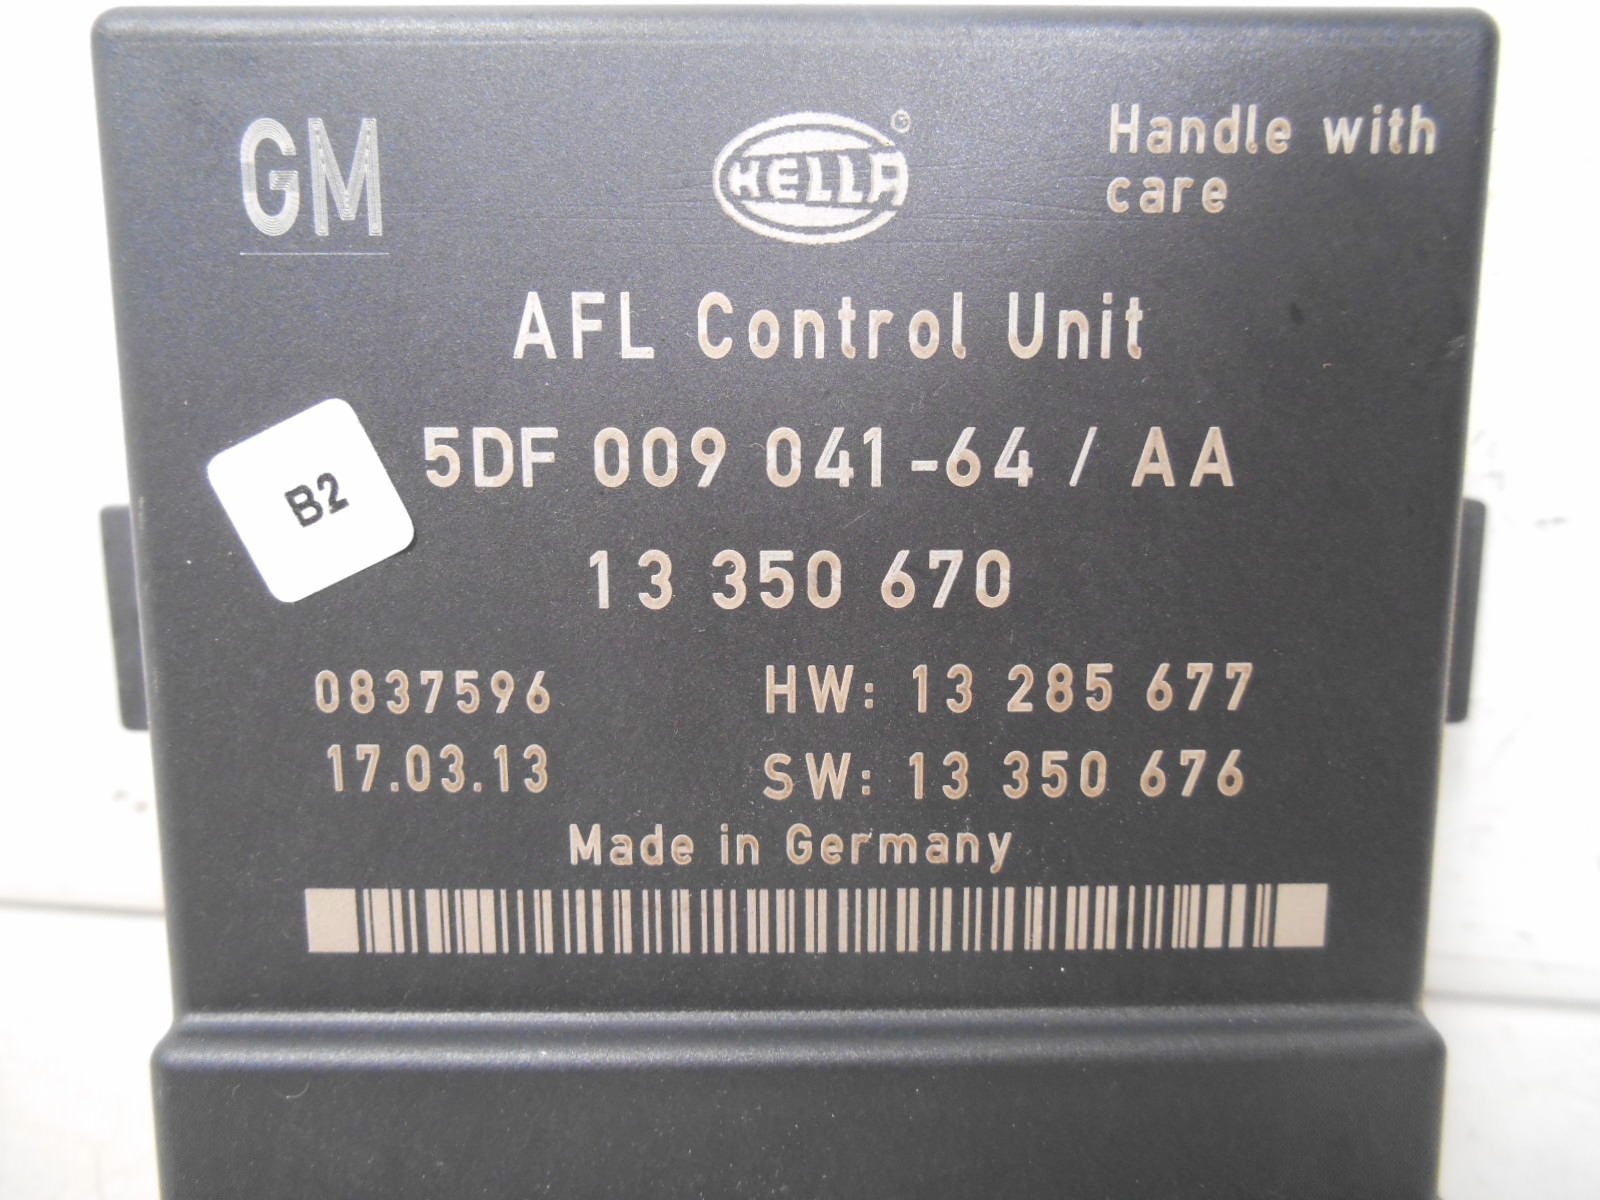 GM
HELLA®
Handle with
care
AFL Control Unit
5DF 009 041-64 / AA
B2
13 350 670
0837596
HW: 13 285 677
17.03.13
SW: 13 350 676
Made in Germany